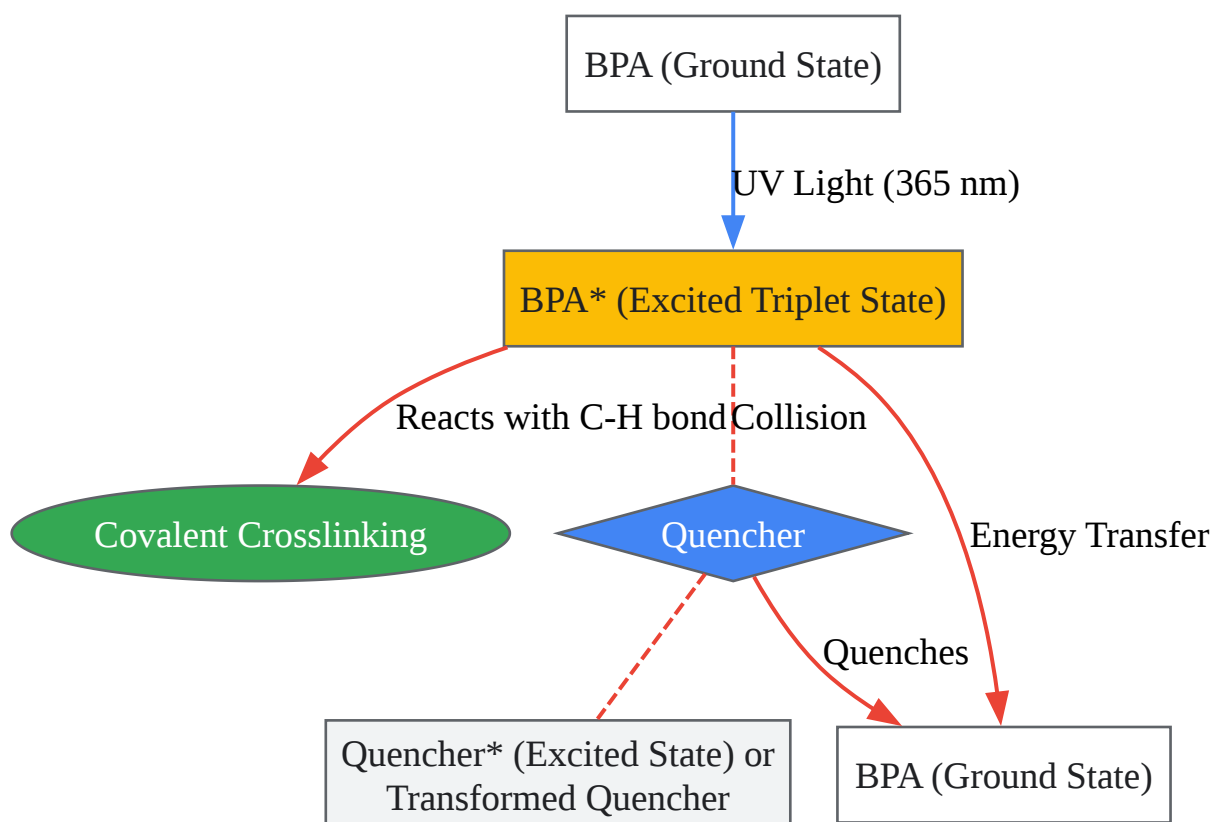 BPA (Ground State)
UV Light (365 nm)
BPA* (Excited Triplet State)
Reacts with C-H bond
Collision
Covalent Crosslinking
Quencher
Energy Transfer
Quenches
Quencher* (Excited State) or
Transformed Quencher
BPA (Ground State)